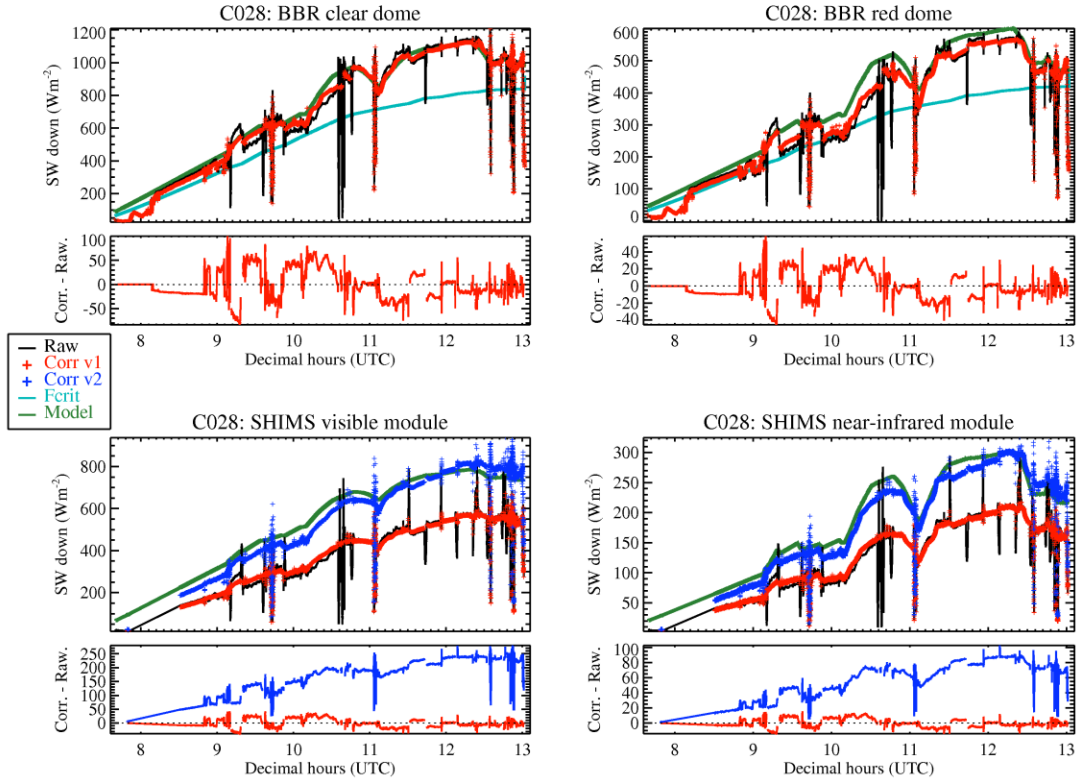 C028: BBR clear dome
SW down (Wm-2)
1200
1000
800
600
400
200
Corr. - Raw.
100
50
0
-50
8 9 10 11 12 13
Decimal hours (UTC)
C028: BBR red dome
SW down (Wm-2)
600
500
400
300
200
100
0
Corr. - Raw.
40
20
0
-20
-40
8 9 10 11 12 13
Decimal hours (UTC)
Raw
Corr v1
Corr v2
Fcrit
Model
C028: SHIMS visible module
SW down (Wm-2)
800
600
400
200
Corr. - Raw.
250
200
150
100
50
0
8 9 10 11 12 13
Decimal hours (UTC)
C028: SHIMS near-infrared module
SW down (Wm-2)
300
250
200
150
100
50
Corr. - Raw.
100
80
60
40
20
0
8 9 10 11 12 13
Decimal hours (UTC)